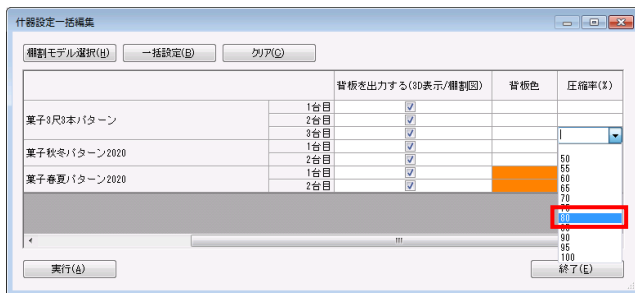 什器設定一括編集
棚割モデル選択(H) 一括設定(B) クリア(C)
背板を出力する(3D表示/棚割図) 背板色 圧縮率(%)
菓子3尺3本パターン 1台目
2台目
3台目
菓子秋冬パターン2020 1台目
2台目
菓子春夏パターン2020 1台目
2台目
50
55
60
65
70
75
80
85
90
95
100
実行(A) 終了(E)